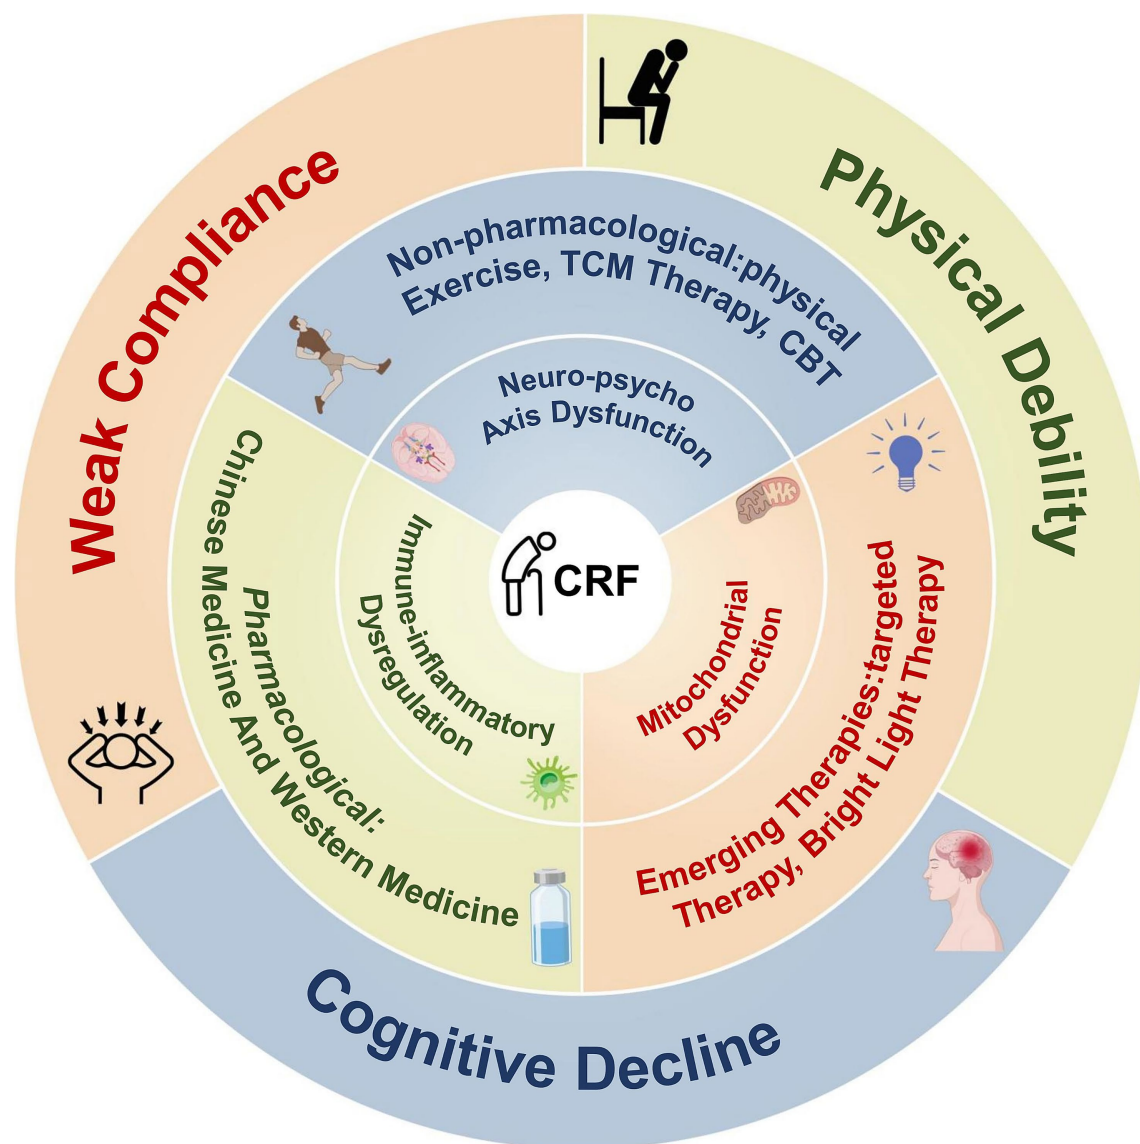 Weak Compliance
Physical Debility
Cognitive Decline
Non-pharmacological:physical
Exercise, TCM Therapy, CBT
Neuro-psycho
Axis Dysfunction
Pharmacological:
Chinese Medicine And Western Medicine
Immune-inflammatory
Dysregulation
Mitochondrial
Dysfunction
Emerging Therapies:targeted
Therapy, Bright Light Therapy
CRF